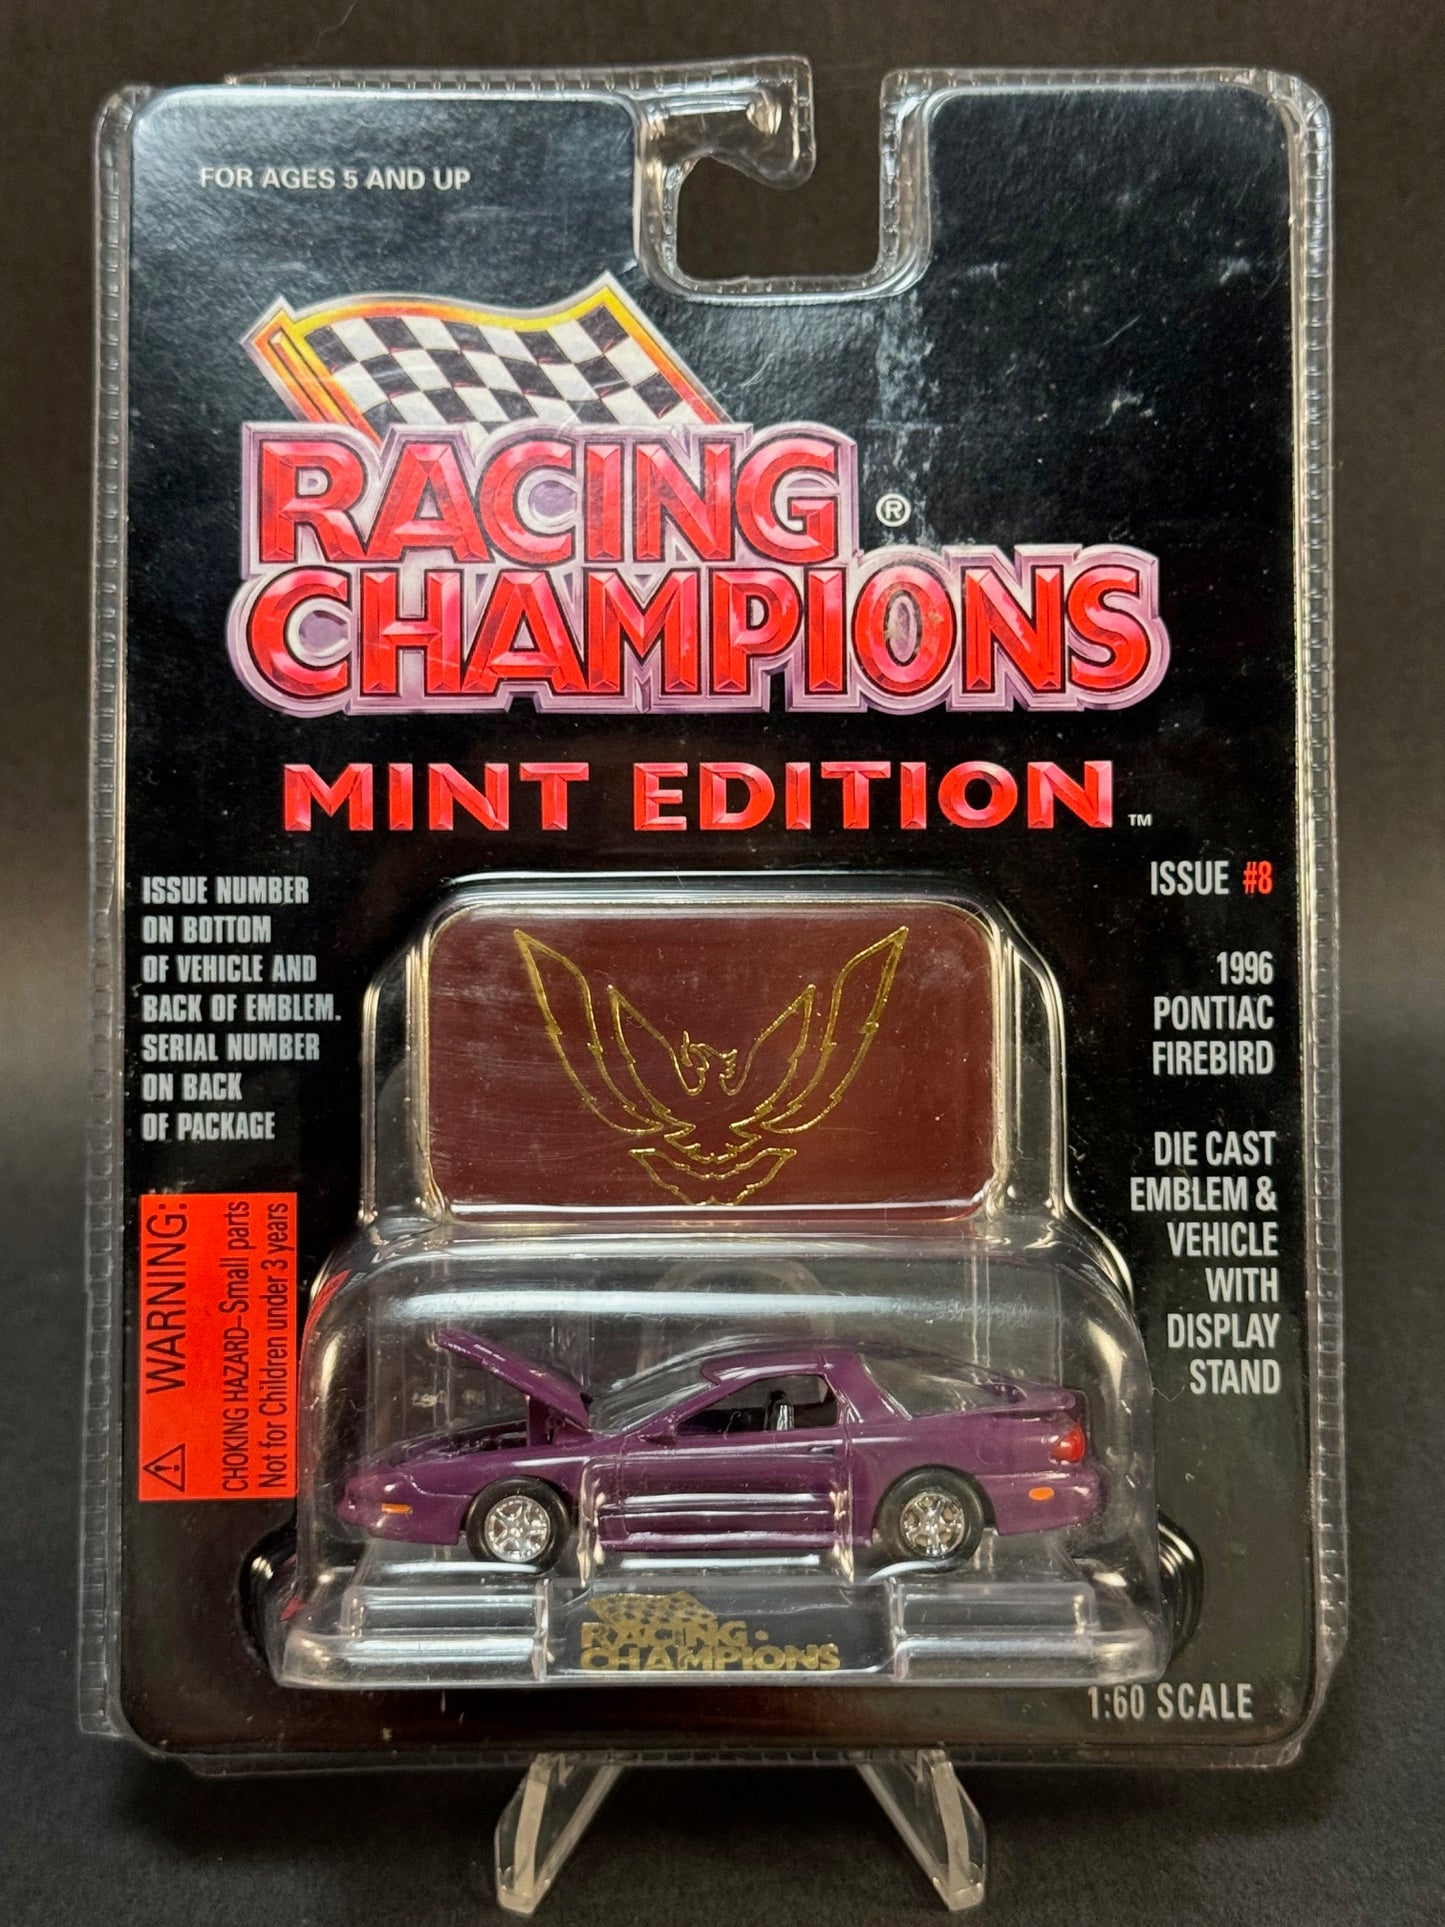 FOR AGES 5 AND UP
RACING
CHAMPIONS®
MINT EDITION™
ISSUE NUMBER
ON BOTTOM
OF VEHICLE AND
BACK OF EMBLEM.
SERIAL NUMBER
ON BACK
OF PACKAGE
ISSUE #8
1996
PONTIAC
FIREBIRD
DIE CAST
EMBLEM &
VEHICLE
WITH
DISPLAY
STAND
WARNING:
CHOKING HAZARD–Small parts
Not for Children under 3 years
RACING
CHAMPIONS
1:60 SCALE